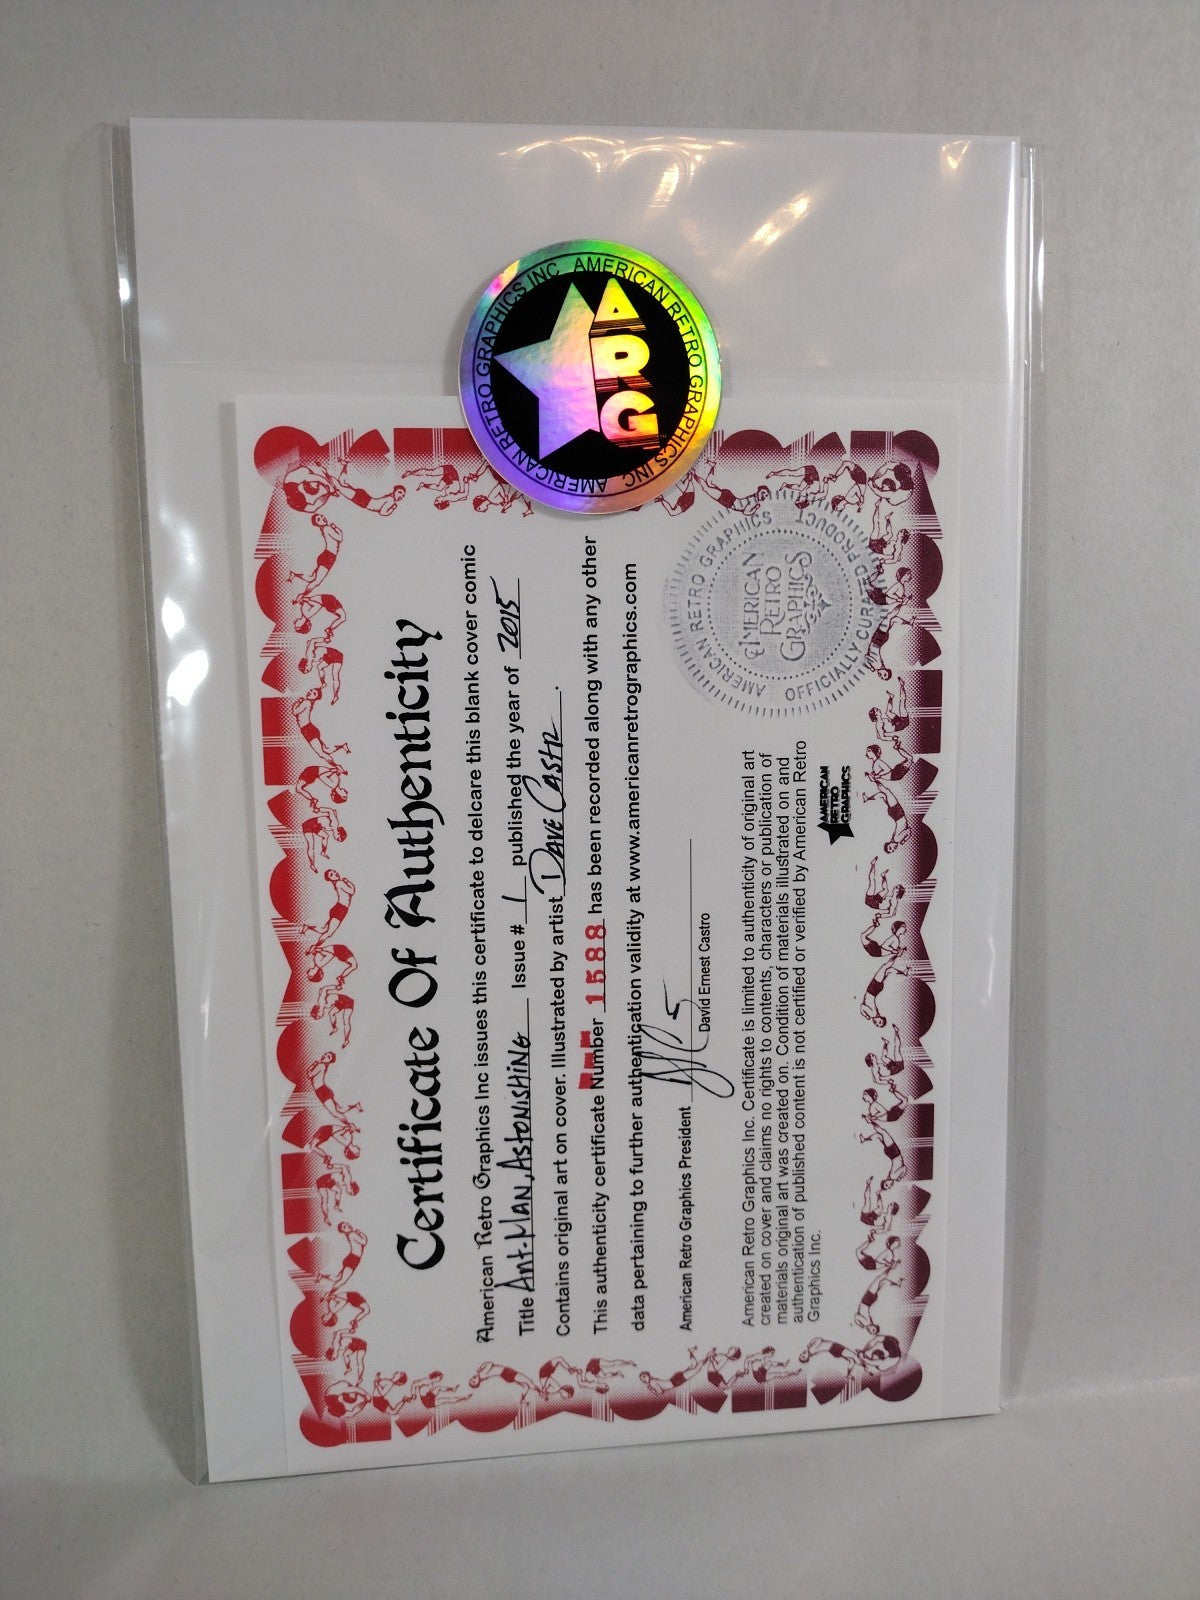 AMERICAN RETRO GRAPHICS INC. AMERICAN RETRO GRAPHICS INC.
ARG
Certificate Of Authenticity
American Retro Graphics Inc issues this certificate to delcare this blank cover comic
Title Ant-Man, Astonishing Issue # 1 published the year of 2015
Contains original art on cover. Illustrated by artist Dave Castr.
This authenticity certificate Number 1588 has been recorded along with any other
data pertaining to further authentication validity at www.americanretrographics.com
American Retro Graphics President
David Ernest Castro
AMERICAN RETRO GRAPHICS
OFFICIALLY CURATED PRODUCT
AMERICAN
RETRO
GRAPHICS
American Retro Graphics Inc. Certificate is limited to authenticity of original art
created on cover and claims no rights to contents, characters or publication of
materials original art was created on. Condition of materials illustrated on and
authentication of published content is not certified or verified by American Retro
Graphics Inc.
AMERICAN
RETRO
GRAPHICS